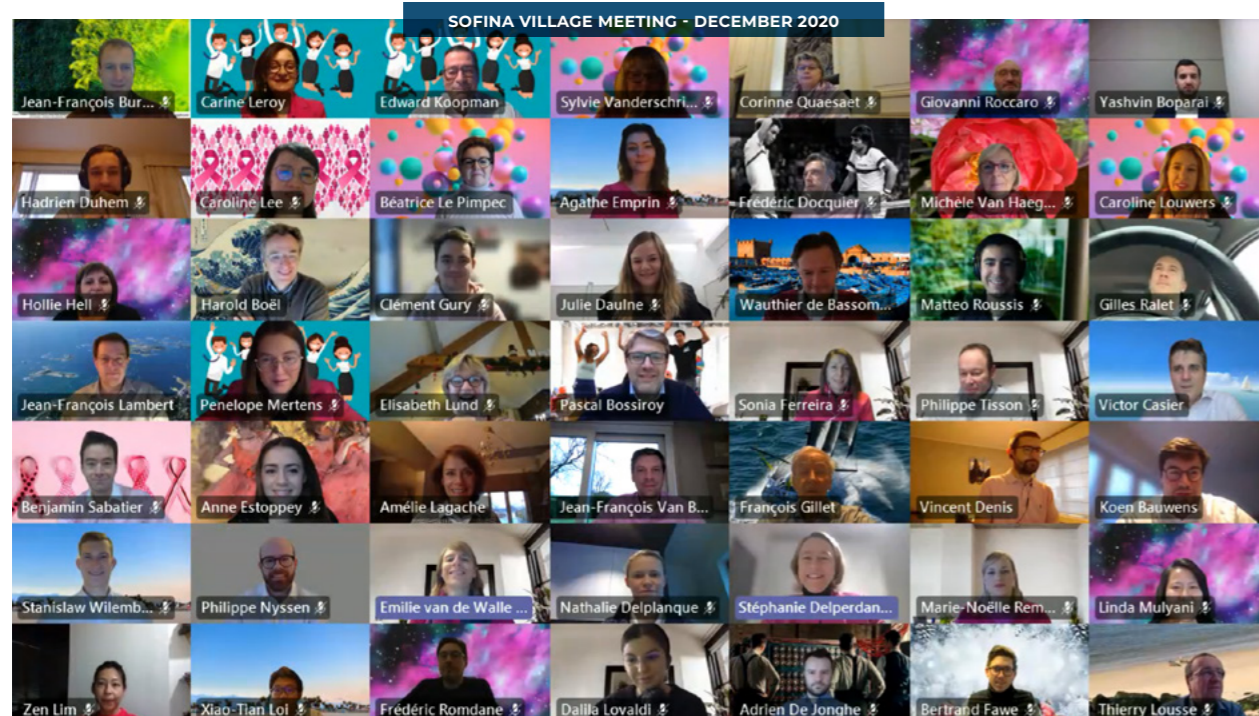 SOFINA VILLAGE MEETING - DECEMBER 2020
Jean-François Bur...
Carine Leroy
Edward Koopman
Sylvie Vanderschri...
Corinne Quaesaet
Giovanni Roccaro
Yashvin Boparai
Hadrien Duhem
Caroline Lee
Béatrice Le Pimpec
Agathe Emprin
Frédéric Docquier
Michèle Van Haeg...
Caroline Louwers
Hollie Hell
Harold Boël
Clément Gury
Julie Daulne
Wauthier de Bassom...
Matteo Roussis
Gilles Ralet
Jean-François Lambert
Penelope Mertens
Elisabeth Lund
Pascal Bossiroy
Sonia Ferreira
Philippe Tisson
Victor Casier
Benjamin Sabatier
Anne Estoppey
Amélie Lagache
Jean-François Van B...
François Gillet
Vincent Denis
Koen Bauwens
Stanislaw Wilemb...
Philippe Nyssen
Emilie van de Walle ...
Nathalie Delplanque
Stéphanie Delperdan...
Marie-Noëlle Rem...
Linda Mulyani
Zen Lim
Xiao-Tian Loi
Frédéric Romdane
Dalila Lovaldi
Adrien De Jonghe
Bertrand Fawe
Thierry Lousse